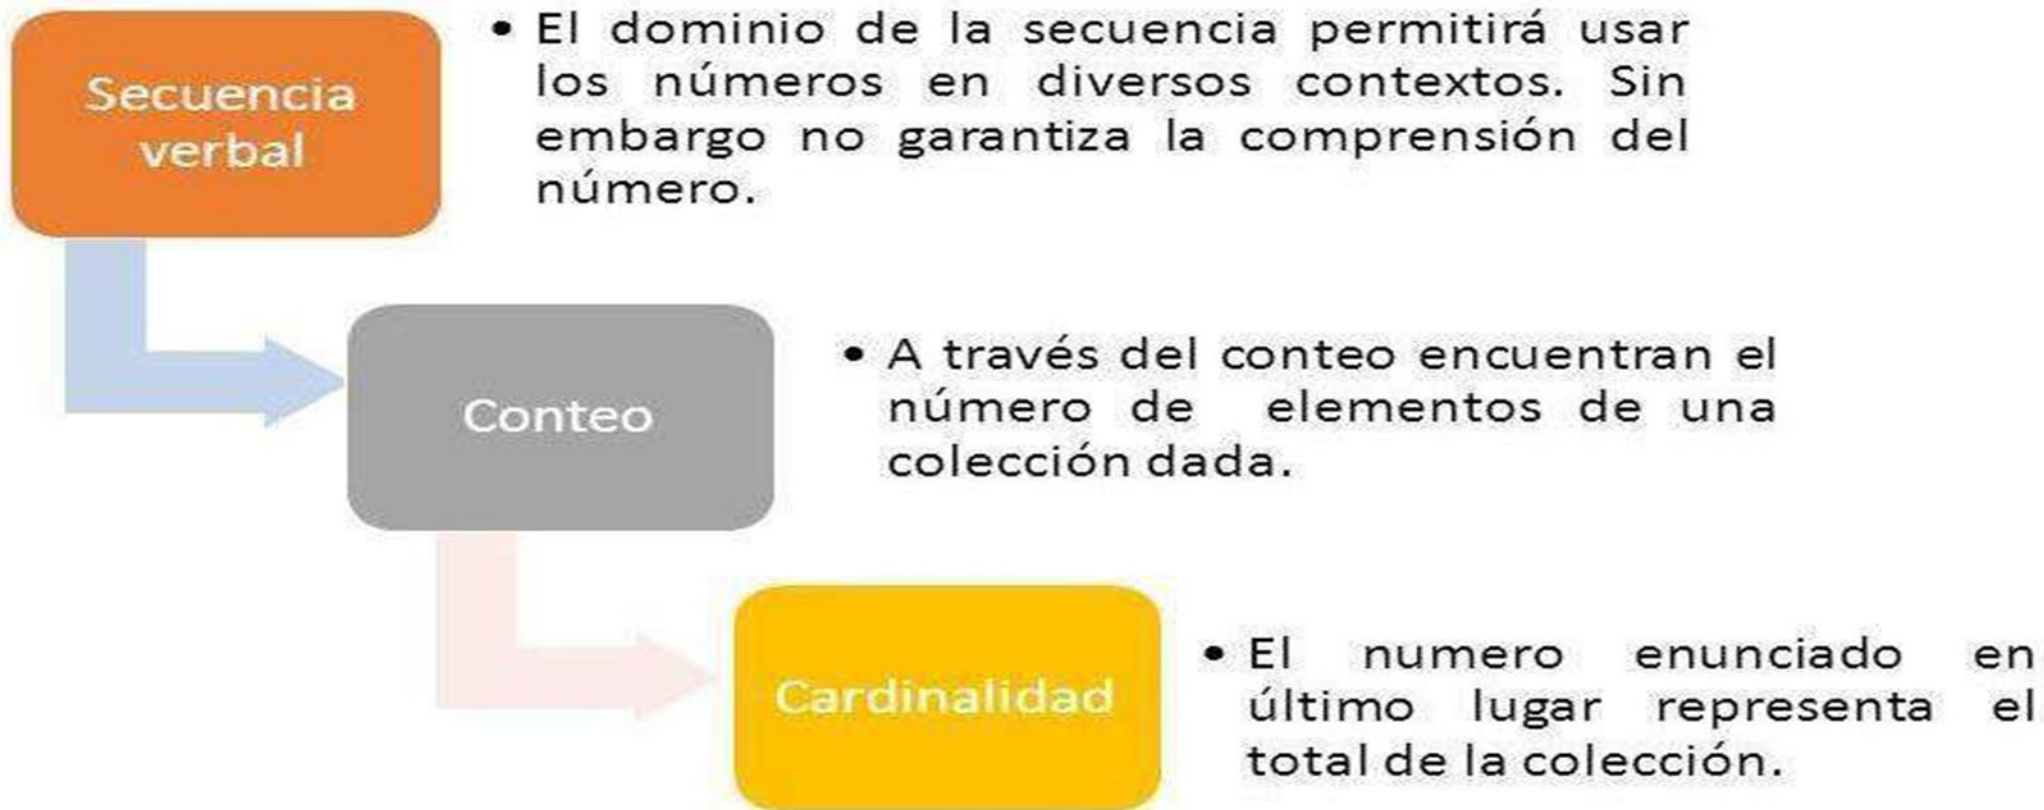 Secuencia
verbal
• El dominio de la secuencia permitirá usar
los números en diversos contextos. Sin
embargo no garantiza la comprensión del
número.
Conteo
• A través del conteo encuentran el
número de elementos de una
colección dada.
Cardinalidad
• El numero enunciado en
último lugar representa el
total de la colección.